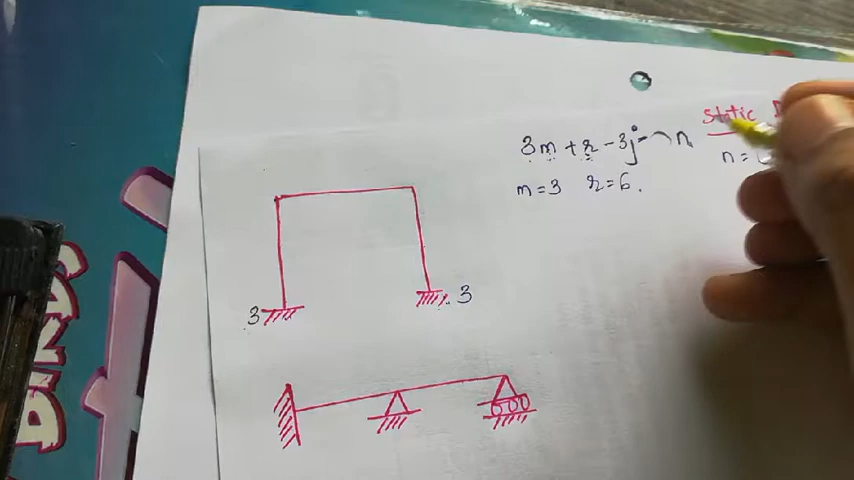 static
3m + r - 3j - n
n =
m = 3 r = 6.
3
3